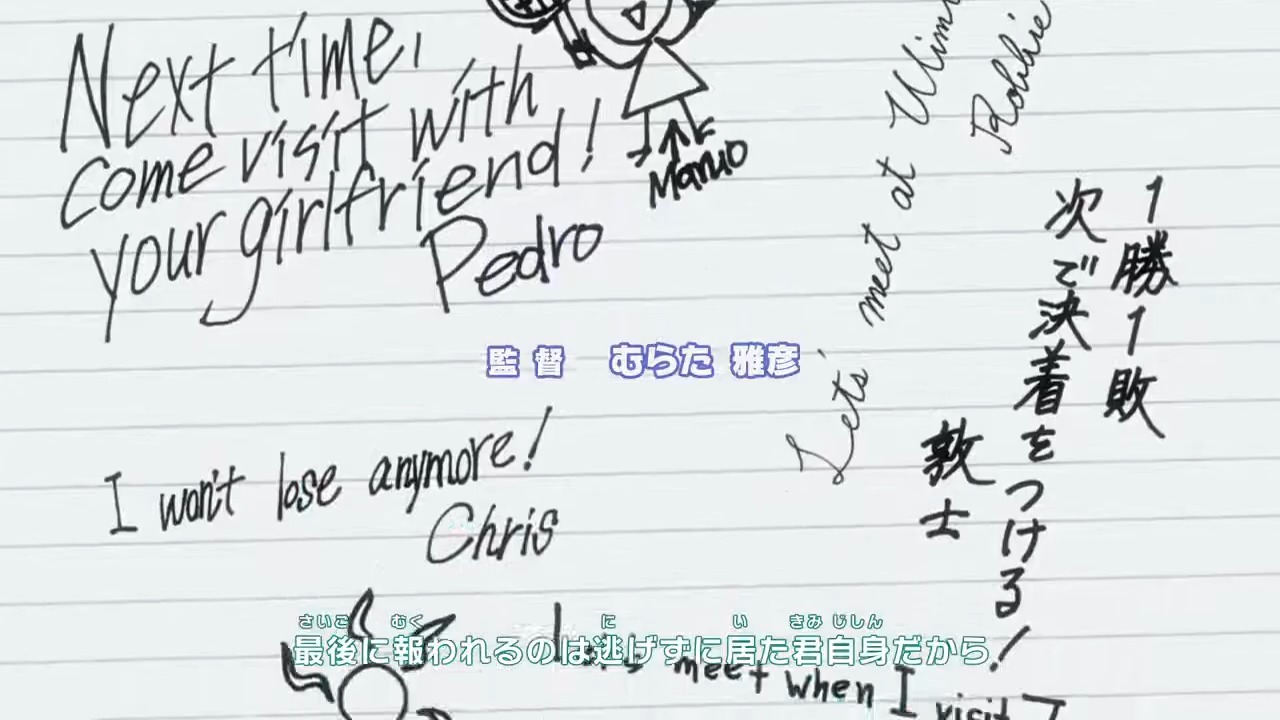 Next time,
come visit with
your girlfriend!
Pedro
Mario
Let's meet at
Robbie
1勝1敗
次で決着をつける!
敦士
監督 むらた 雅彦
I won't lose anymore!
Chris
さいご むく に い きみ じしん
最後に報われるのは逃げずに居た君自身だから
Let's meet when I visit